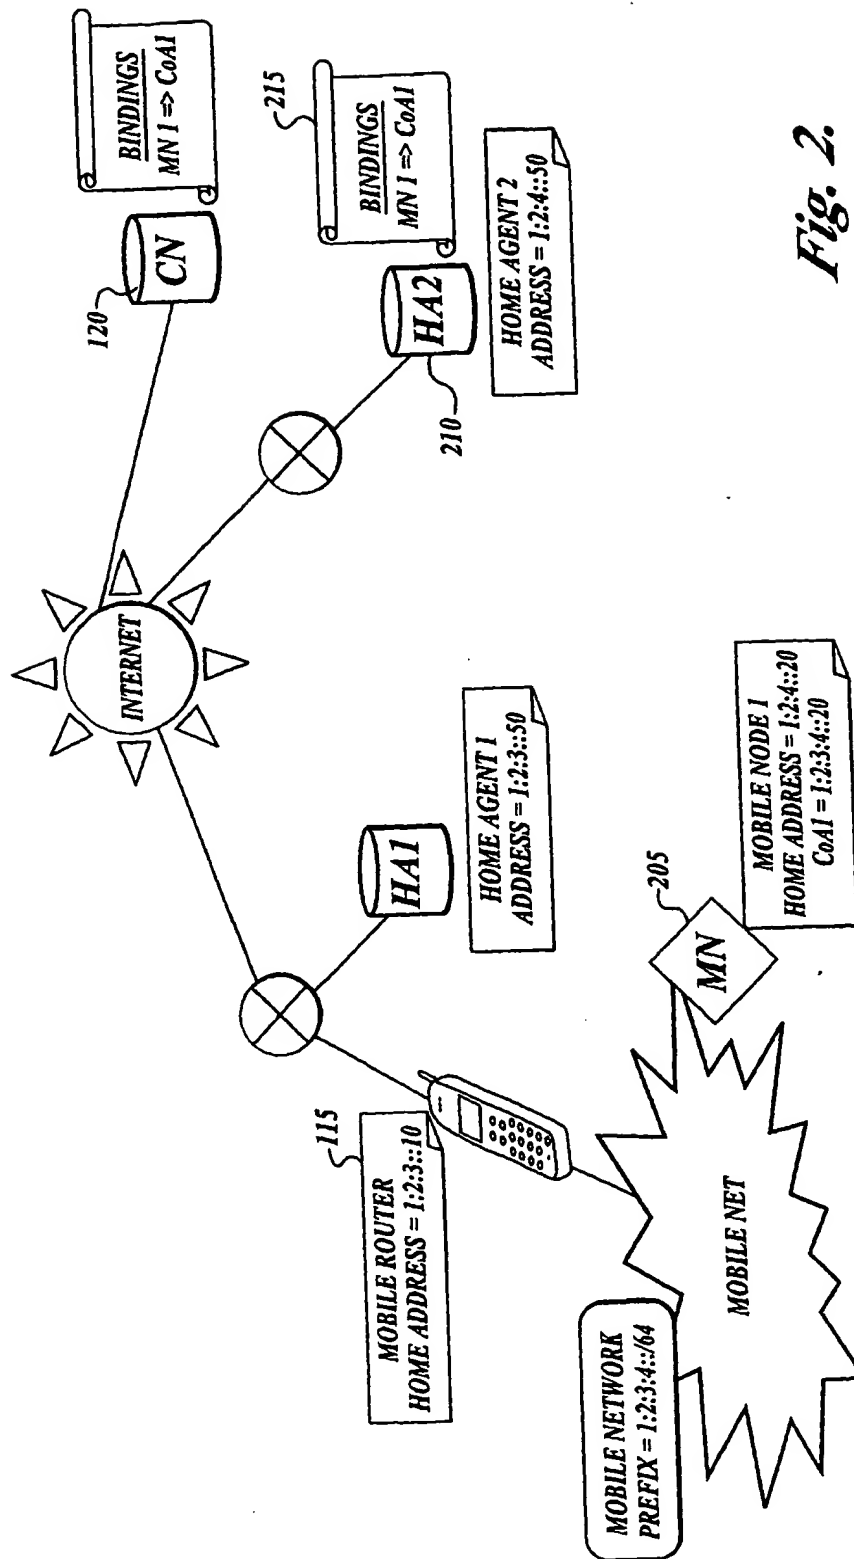 BINDINGS
MN 1 => CoA1
CN
120
215
BINDINGS
MN 1 => CoA1
HA2
210
HOME AGENT 2
ADDRESS = 1:2:4::50
INTERNET
HA1
HOME AGENT 1
ADDRESS = 1:2:3::50
115
MOBILE ROUTER
HOME ADDRESS = 1:2:3::10
205
MN
MOBILE NODE 1
HOME ADDRESS = 1:2:4::20
CoA1 = 1:2:3:4::20
MOBILE NETWORK
PREFIX = 1:2:3:4::/64
MOBILE NET
Fig. 2.